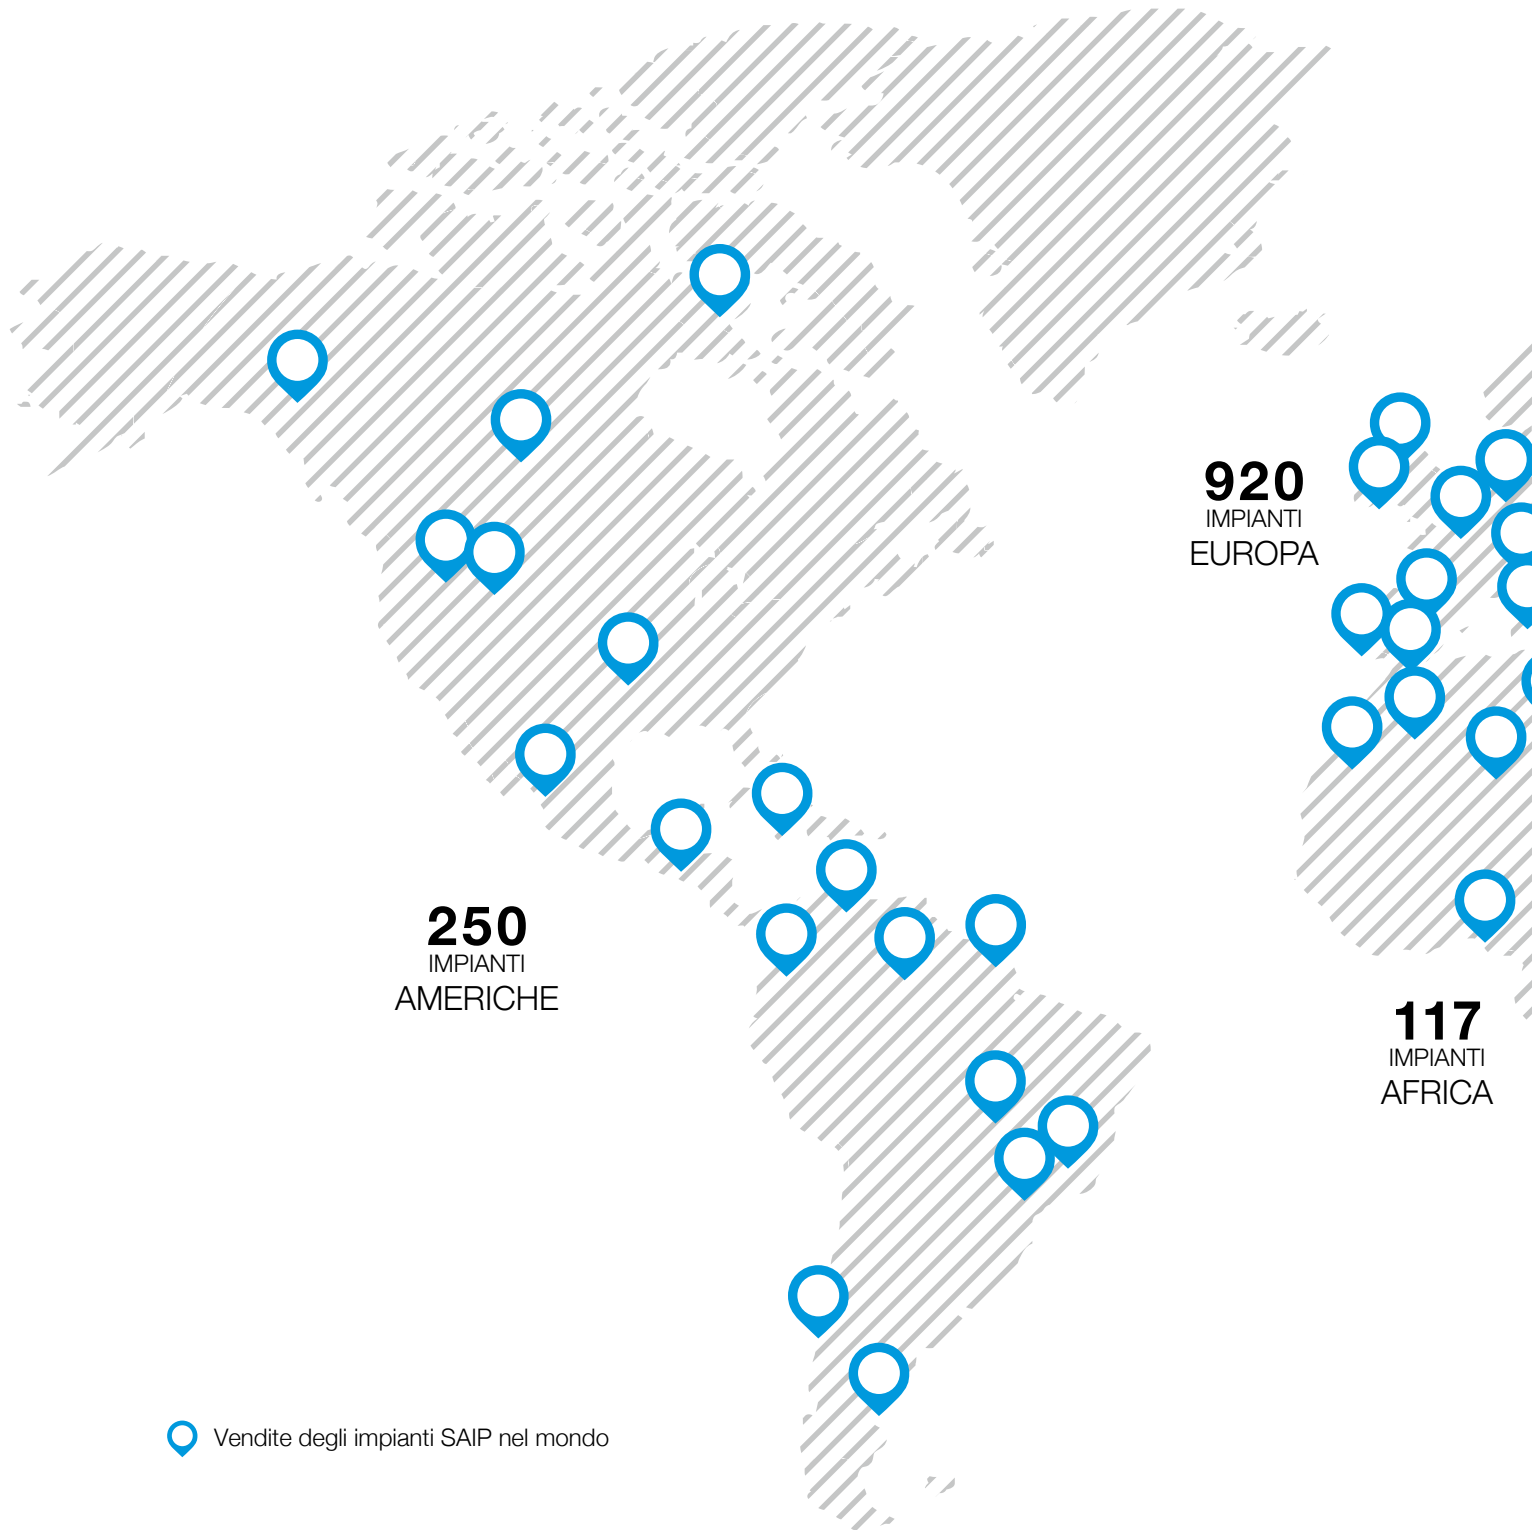 920
IMPIANTI
EUROPA
250
IMPIANTI
AMERICHE
117
IMPIANTI
AFRICA
Vendite degli impianti SAIP nel mondo